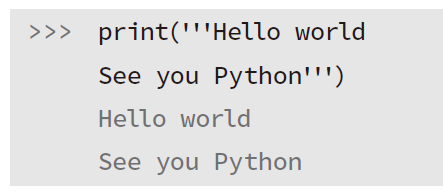 >>> print('''Hello world
See you Python''')
Hello world
See you Python